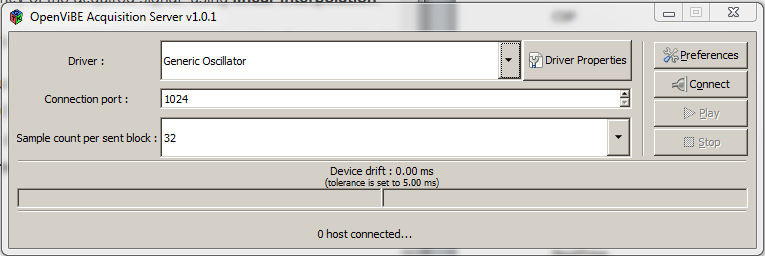 OpenViBE Acquisition Server v1.0.1
Driver : Generic Oscillator Driver Properties Preferences
Connection port : 1024 Connect
Play
Sample count per sent block : 32 Stop
Device drift : 0.00 ms
(tolerance is set to 5.00 ms)
0 host connected...